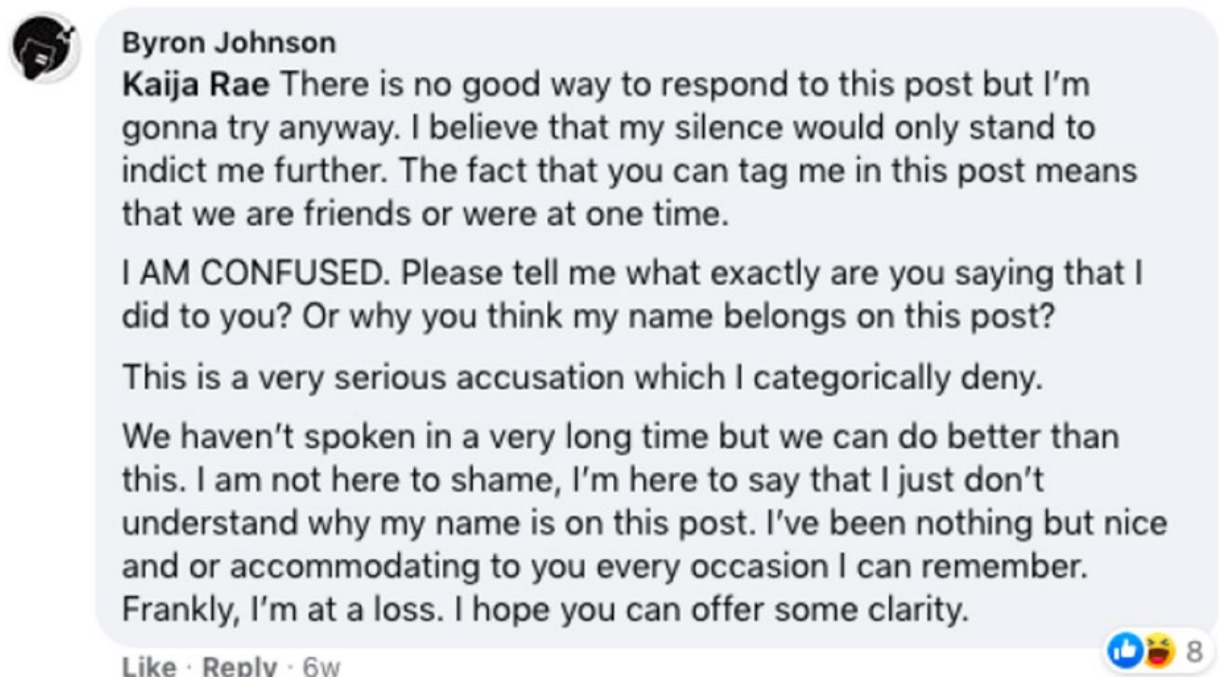 Byron Johnson
Kaija Rae There is no good way to respond to this post but I'm
gonna try anyway. I believe that my silence would only stand to
indict me further. The fact that you can tag me in this post means
that we are friends or were at one time.
I AM CONFUSED. Please tell me what exactly are you saying that I
did to you? Or why you think my name belongs on this post?
This is a very serious accusation which I categorically deny.
We haven't spoken in a very long time but we can do better than
this. I am not here to shame, I'm here to say that I just don't
understand why my name is on this post. I've been nothing but nice
and or accommodating to you every occasion I can remember.
Frankly, I'm at a loss. I hope you can offer some clarity.
Like · Reply · 6w
8